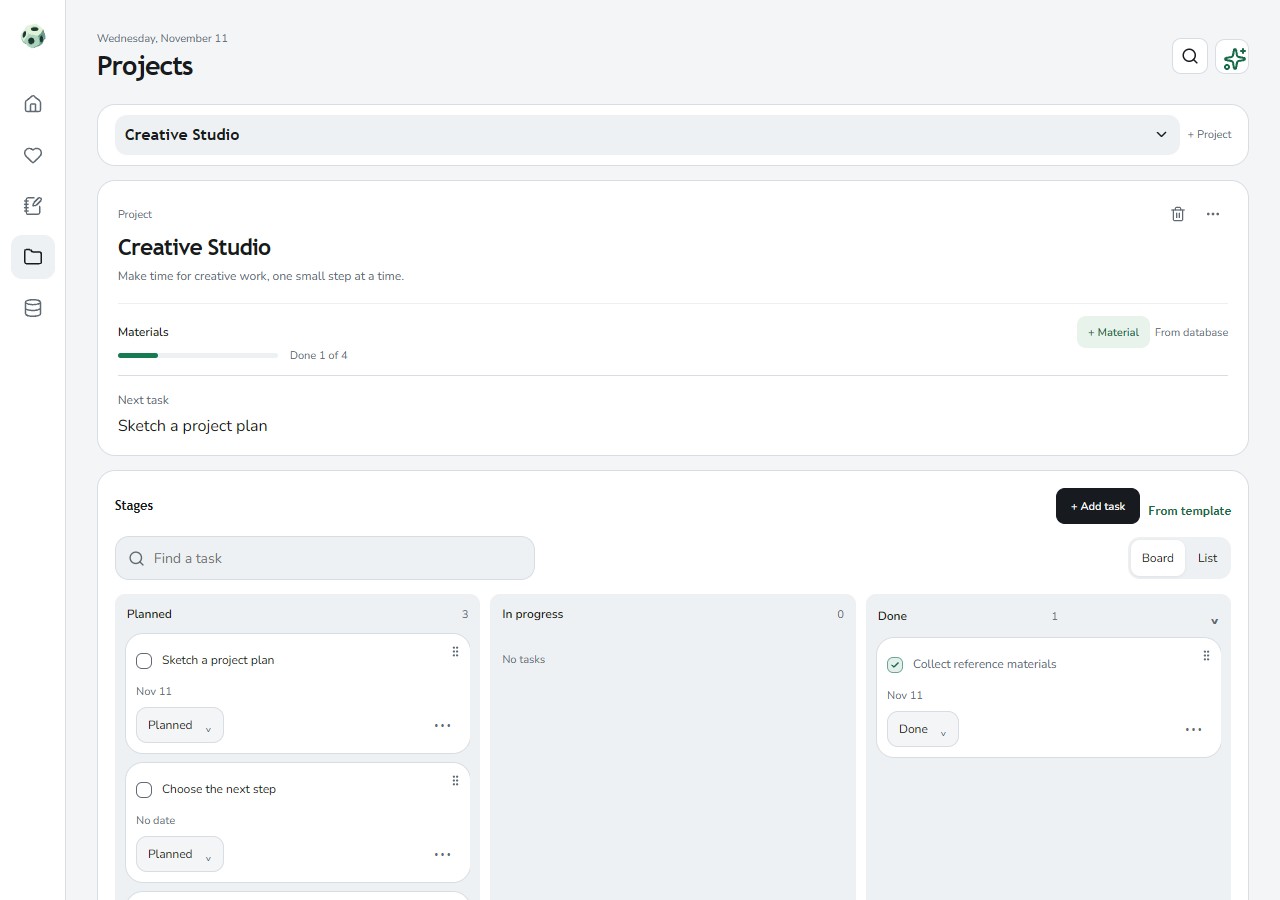 Wednesday, November 11
Projects
Creative Studio
+ Project
Project
Creative Studio
Make time for creative work, one small step at a time.
Materials
+ Material
From database
Done 1 of 4
Next task
Sketch a project plan
Stages
+ Add task
From template
Find a task
Board
List
Planned
3
Sketch a project plan
Nov 11
Planned
Choose the next step
No date
Planned
In progress
0
No tasks
Done
1
Collect reference materials
Nov 11
Done